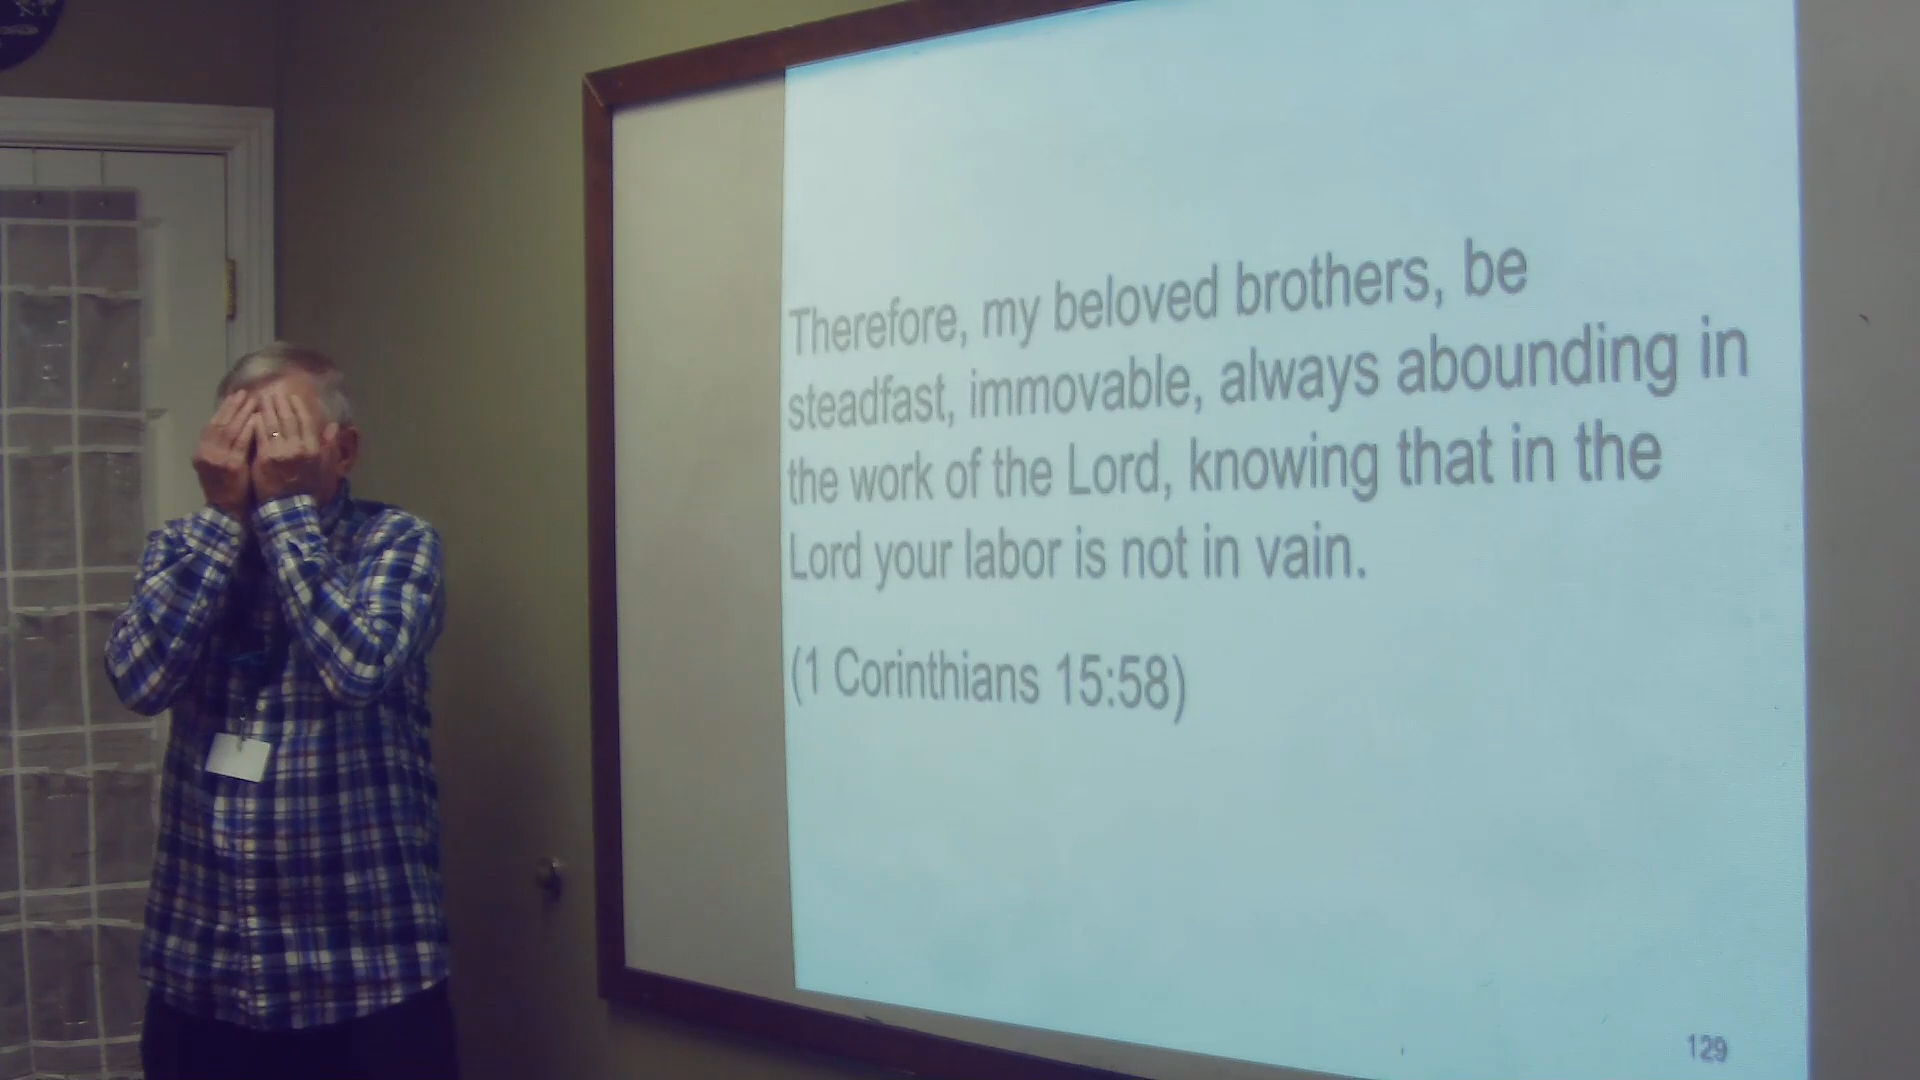 Therefore, my beloved brothers, be
steadfast, immovable, always abounding in
the work of the Lord, knowing that in the
Lord your labor is not in vain.
(1 Corinthians 15:58)
129